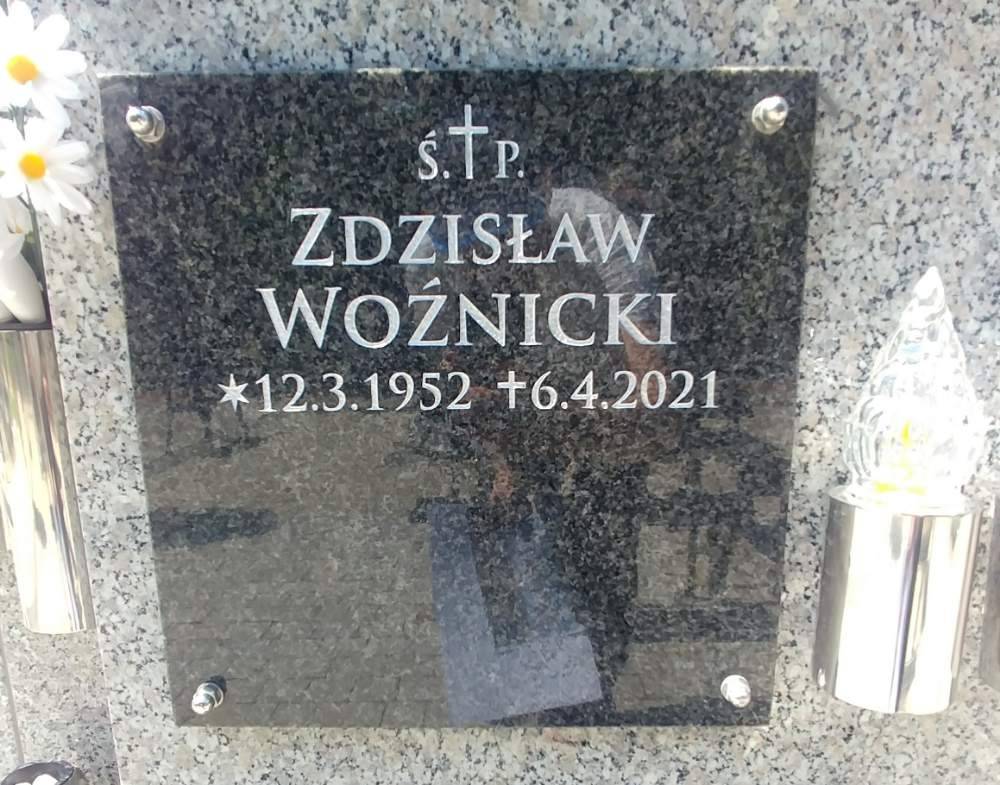 Ś.✝P.
ZDZISŁAW
WOŹNICKI
✶12.3.1952 ✝6.4.2021